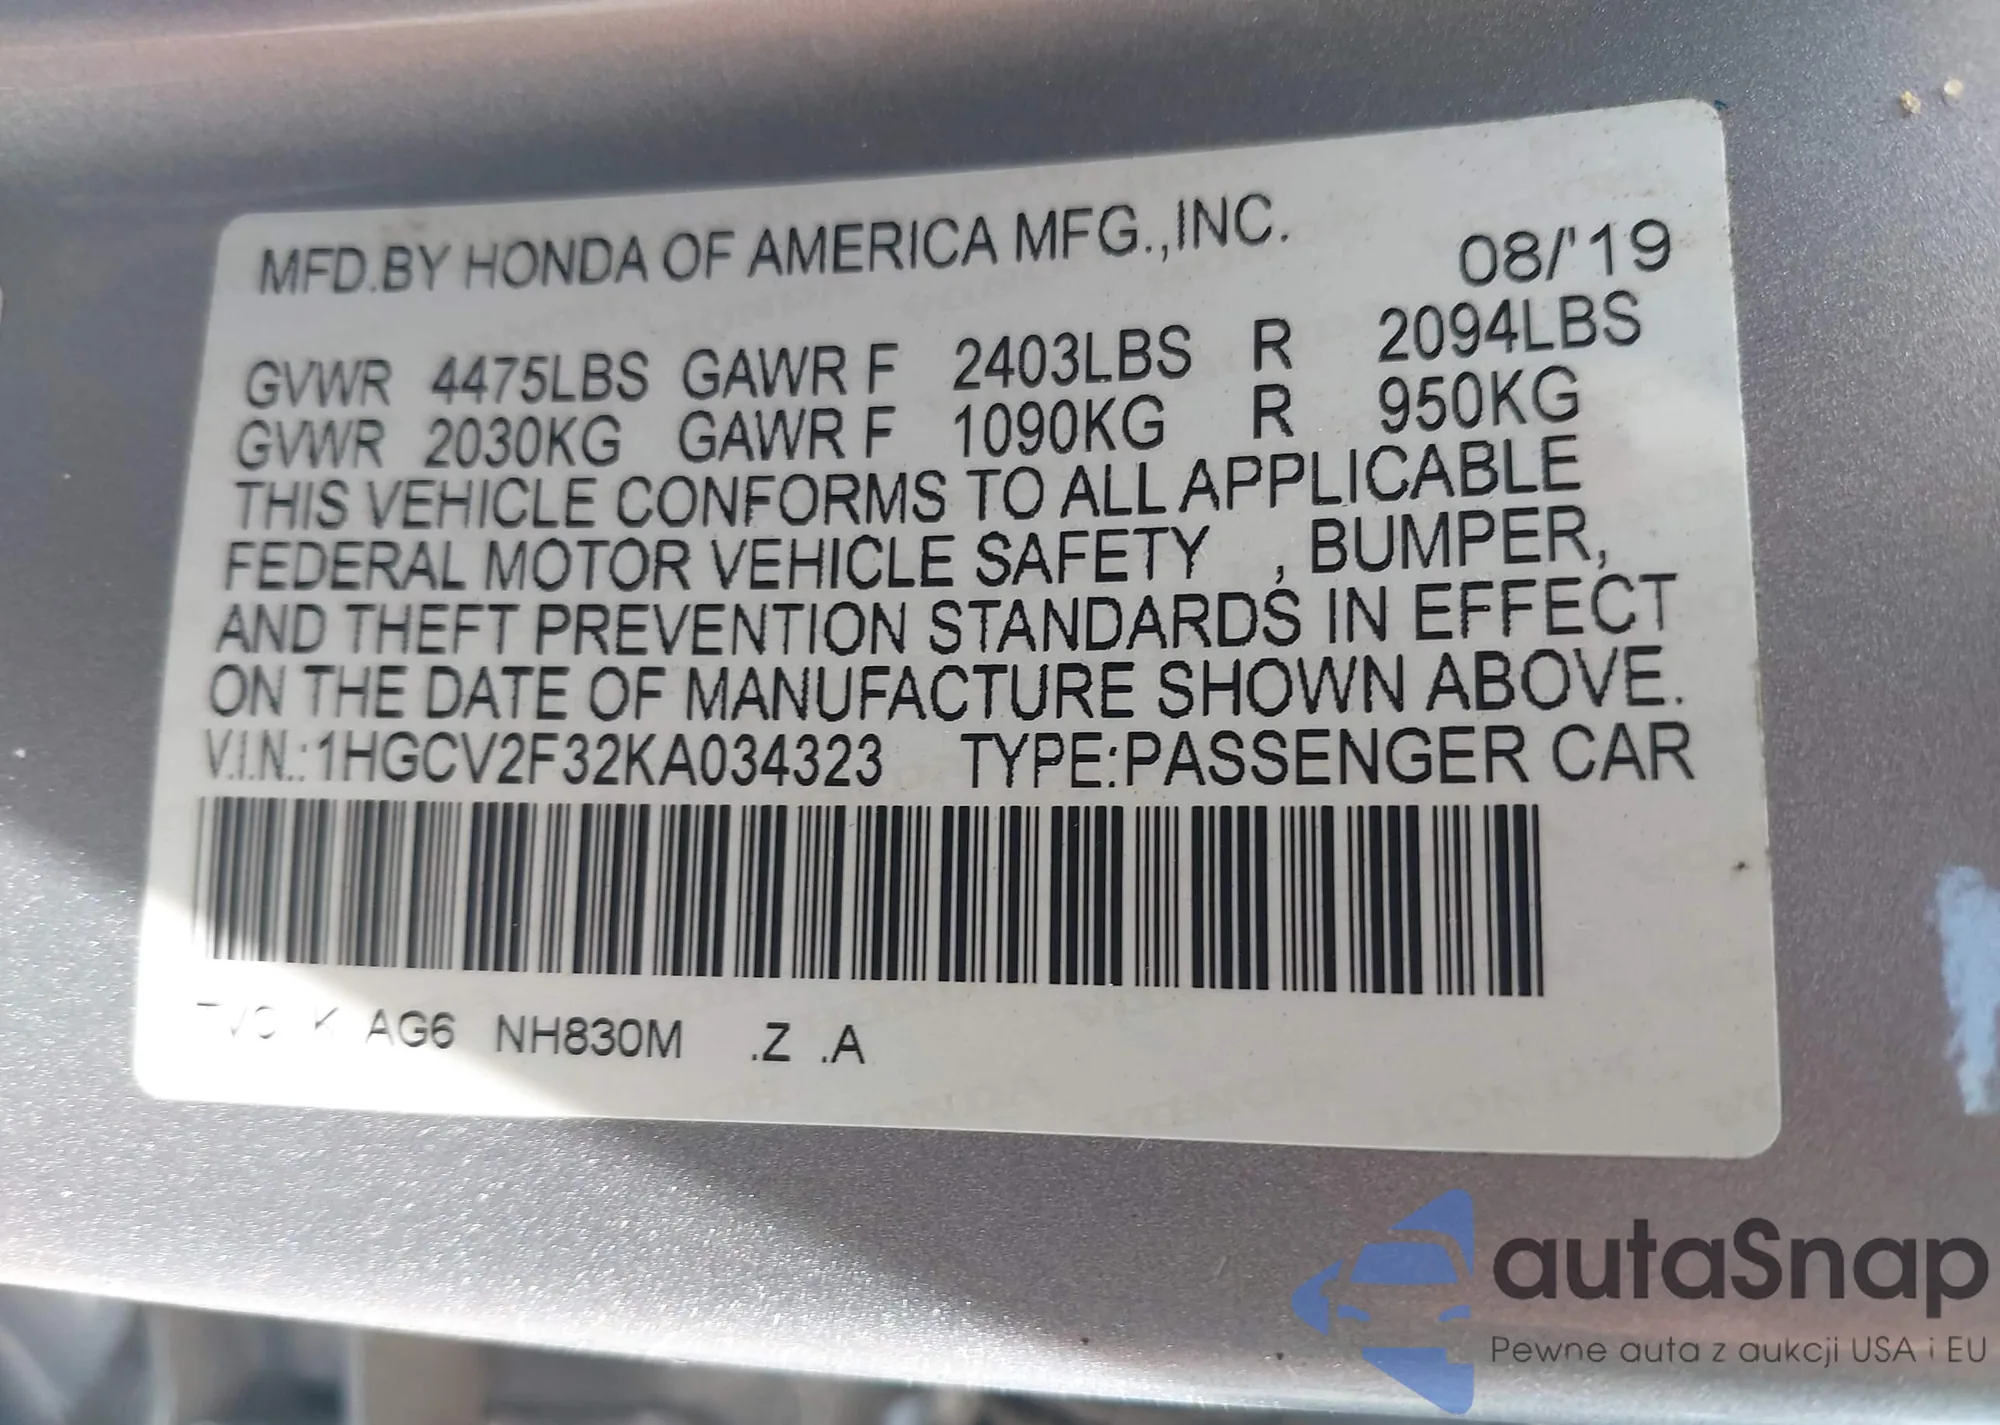 MFD.BY HONDA OF AMERICA MFG.,INC. 08/'19
GVWR 4475LBS GAWR F 2403LBS R 2094LBS
GVWR 2030KG GAWR F 1090KG R 950KG
THIS VEHICLE CONFORMS TO ALL APPLICABLE
FEDERAL MOTOR VEHICLE SAFETY , BUMPER,
AND THEFT PREVENTION STANDARDS IN EFFECT
ON THE DATE OF MANUFACTURE SHOWN ABOVE.
V.I.N.:1HGCV2F32KA034323 TYPE:PASSENGER CAR
K AG6 NH830M .Z .A
autaSnap
Pewne auta z aukcji USA i EU